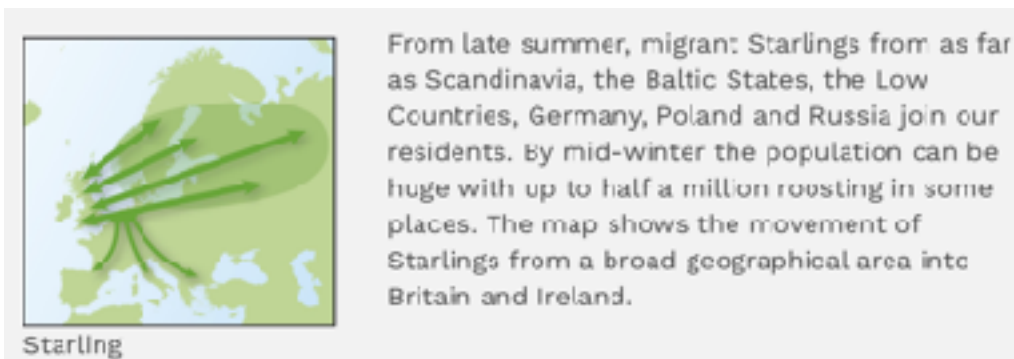 From late summer, migrant Starlings from as far
as Scandinavia, the Baltic States, the Low
Countries, Germany, Poland and Russia join our
residents. By mid-winter the population can be
huge with up to half a million roosting in some
places. The map shows the movement of
Starlings from a broad geographical area into
Britain and Ireland.
Starling